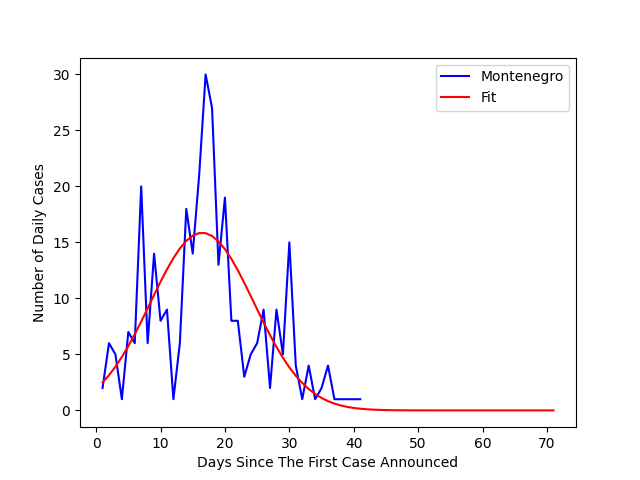 Montenegro
Fit
30
25
20
15
10
5
0
Number of Daily Cases
0 10 20 30 40 50 60 70
Days Since The First Case Announced